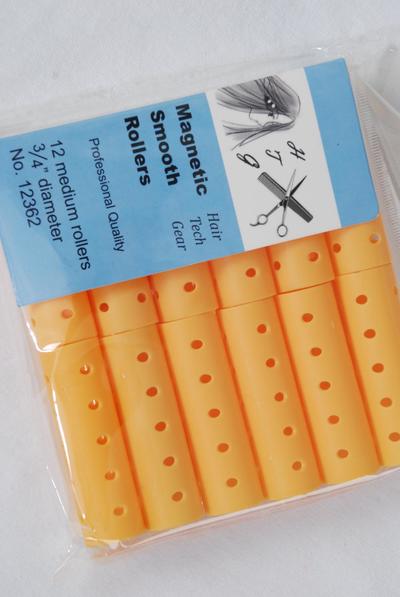 Magnetic
Smooth
Rollers
Hair
Tech
Gear
H
T
G
Professional Quality
12 medium rollers
3/4" diameter
No. 12362